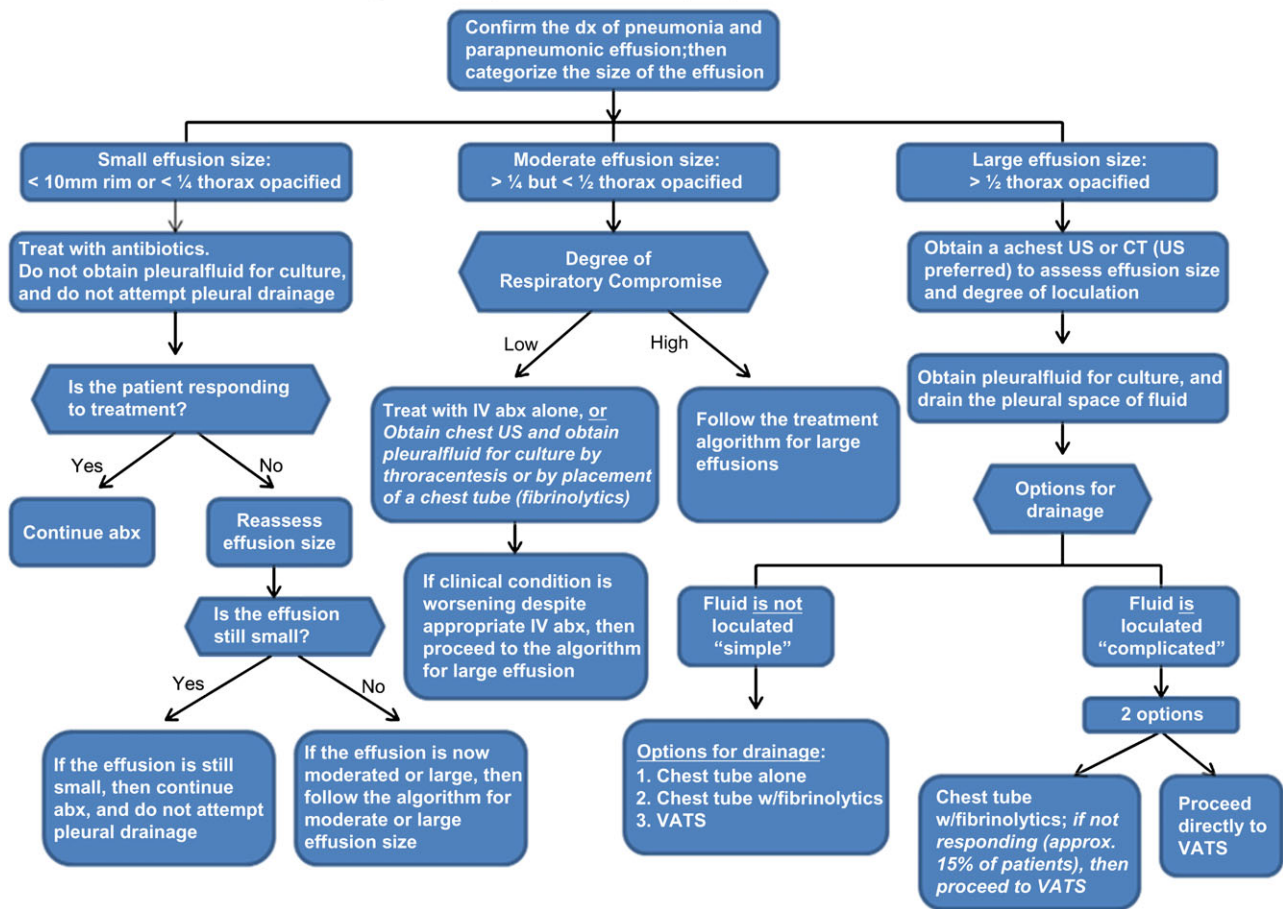 Confirm the dx of pneumonia and
parapneumonic effusion;then
categorize the size of the effusion
Small effusion size:
< 10mm rim or < ¼ thorax opacified
Moderate effusion size:
> ¼ but < ½ thorax opacified
Large effusion size:
> ½ thorax opacified
Treat with antibiotics.
Do not obtain pleuralfluid for culture,
and do not attempt pleural drainage
Degree of
Respiratory Compromise
Obtain a achest US or CT (US
preferred) to assess effusion size
and degree of loculation
Low
High
Is the patient responding
to treatment?
Treat with IV abx alone, or
Obtain chest US and obtain
pleuralfluid for culture by
throracentesis or by placement
of a chest tube (fibrinolytics)
Follow the treatment
algorithm for large
effusions
Obtain pleuralfluid for culture, and
drain the pleural space of fluid
Yes
No
Options for
drainage
Continue abx
Reassess
effusion size
If clinical condition is
worsening despite
appropriate IV abx, then
proceed to the algorithm
for large effusion
Fluid is not
loculated
“simple”
Fluid is
loculated
“complicated”
Is the effusion
still small?
Yes
No
2 options
If the effusion is still
small, then continue
abx, and do not attempt
pleural drainage
If the effusion is now
moderated or large, then
follow the algorithm for
moderate or large
effusion size
Options for drainage:
1. Chest tube alone
2. Chest tube w/fibrinolytics
3. VATS
Chest tube
w/fibrinolytics; if not
responding (approx.
15% of patients), then
proceed to VATS
Proceed
directly to
VATS